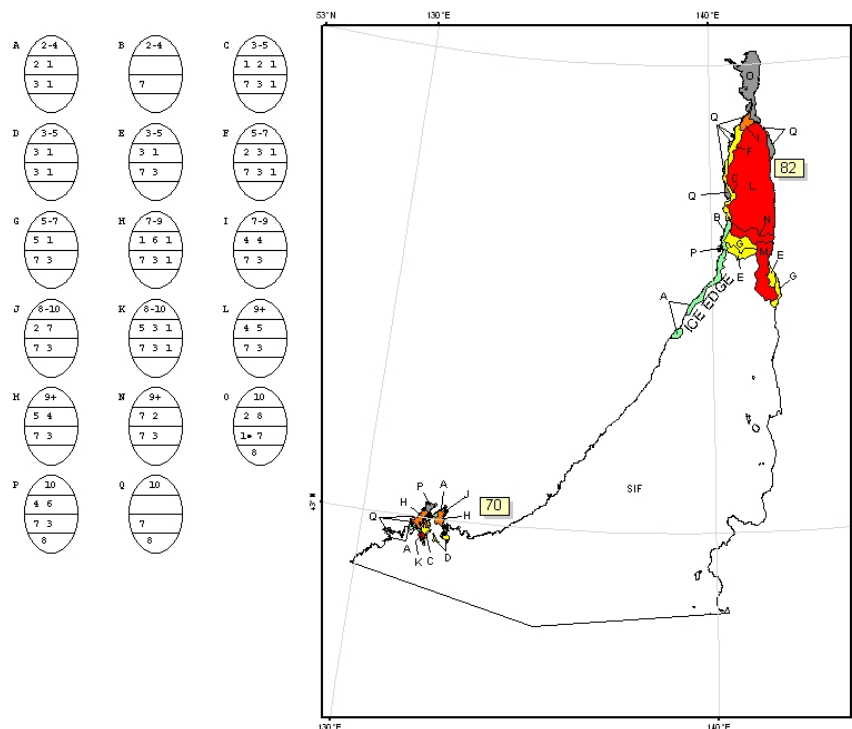 A 2-4
2 1
3 1
B 2-4
7
C 3-5
1 2 1
7 3 1
D 3-5
3 1
3 1
E 3-5
3 1
7 3
F 5-7
2 3 1
7 3 1
G 5-7
5 1
7 3
H 7-9
1 6 1
7 3 1
I 7-9
4 4
7 3
J 8-10
2 7
7 3
K 8-10
5 3 1
7 3 1
L 9+
4 5
7 3
H 9+
5 4
7 3
N 9+
7 2
7 3
O 10
2 8
1• 7
8
P 10
4 6
7 3
8
Q 10
7
8
53°N 130°E 140°E
O
Q Q
I
F
82
C L
Q
B N
P G M E
E G
A
ICE EDGE
SIF
43°N
P A J
H 70
Q H
A K C D
130°E 140°E